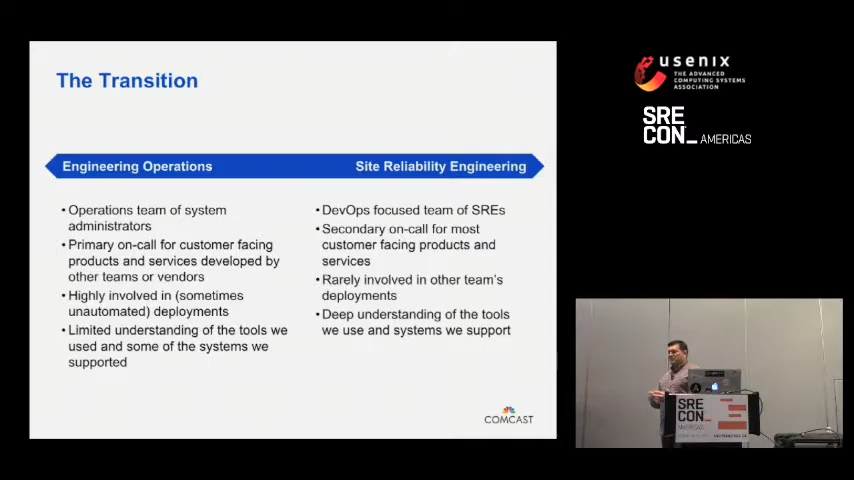 The Transition
Engineering Operations
Site Reliability Engineering
• Operations team of system
administrators
• Primary on-call for customer facing
products and services developed by
other teams or vendors
• Highly involved in (sometimes
unautomated) deployments
• Limited understanding of the tools we
used and some of the systems we
supported
• DevOps focused team of SREs
• Secondary on-call for most
customer facing products and
services
• Rarely involved in other team's
deployments
• Deep understanding of the tools
we use and systems we support
COMCAST
usenix
THE ADVANCED
COMPUTING SYSTEMS
ASSOCIATION
SRE
CON_ AMERICAS
SRE
CON_
AMERICAS